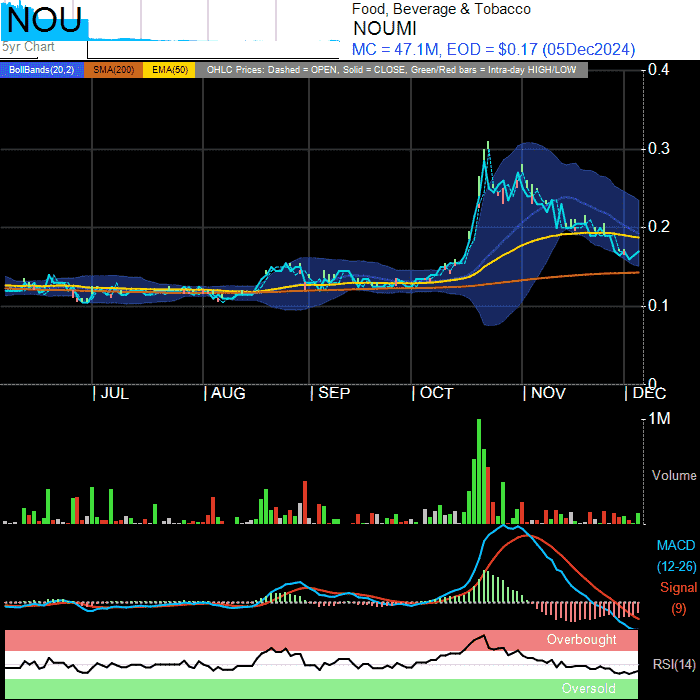 NOU
5yr Chart
Food, Beverage & Tobacco
NOUMI
MC = 47.1M, EOD = $0.17 (05Dec2024)
BollBands(20,2) SMA(200) EMA(50) OHLC Prices: Dashed = OPEN, Solid = CLOSE, Green/Red bars = Intra-day HIGH/LOW
0.4
0.3
0.2
0.1
0
JUL AUG SEP OCT NOV DEC
1M
Volume
MACD
(12-26)
Signal
(9)
Overbought
RSI(14)
Oversold